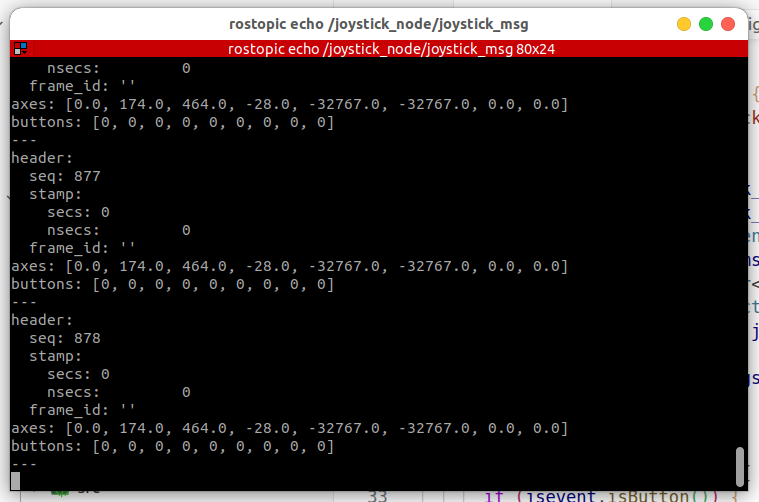 rostopic echo /joystick_node/joystick_msg
rostopic echo /joystick_node/joystick_msg 80x24
    nsecs:         0
  frame_id: ''
axes: [0.0, 174.0, 464.0, -28.0, -32767.0, -32767.0, 0.0, 0.0]
buttons: [0, 0, 0, 0, 0, 0, 0, 0, 0]
---
header:
  seq: 877
  stamp:
    secs: 0
    nsecs:         0
  frame_id: ''
axes: [0.0, 174.0, 464.0, -28.0, -32767.0, -32767.0, 0.0, 0.0]
buttons: [0, 0, 0, 0, 0, 0, 0, 0, 0]
---
header:
  seq: 878
  stamp:
    secs: 0
    nsecs:         0
  frame_id: ''
axes: [0.0, 174.0, 464.0, -28.0, -32767.0, -32767.0, 0.0, 0.0]
buttons: [0, 0, 0, 0, 0, 0, 0, 0, 0]
---
33 if (jsevent.isButton()) {